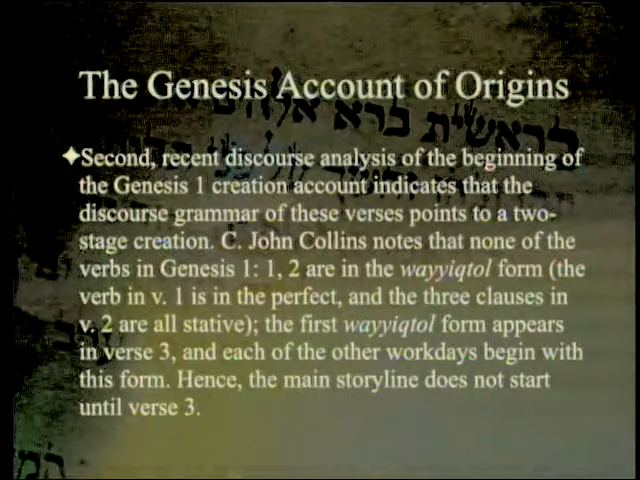 The Genesis Account of Origins
בראשית ברא אלהים
✦Second, recent discourse analysis of the beginning of
the Genesis 1 creation account indicates that the
discourse grammar of these verses points to a two-
stage creation. C. John Collins notes that none of the
verbs in Genesis 1: 1, 2 are in the wayyiqtol form (the
verb in v. 1 is in the perfect, and the three clauses in
v. 2 are all stative); the first wayyiqtol form appears
in verse 3, and each of the other workdays begin with
this form. Hence, the main storyline does not start
until verse 3.